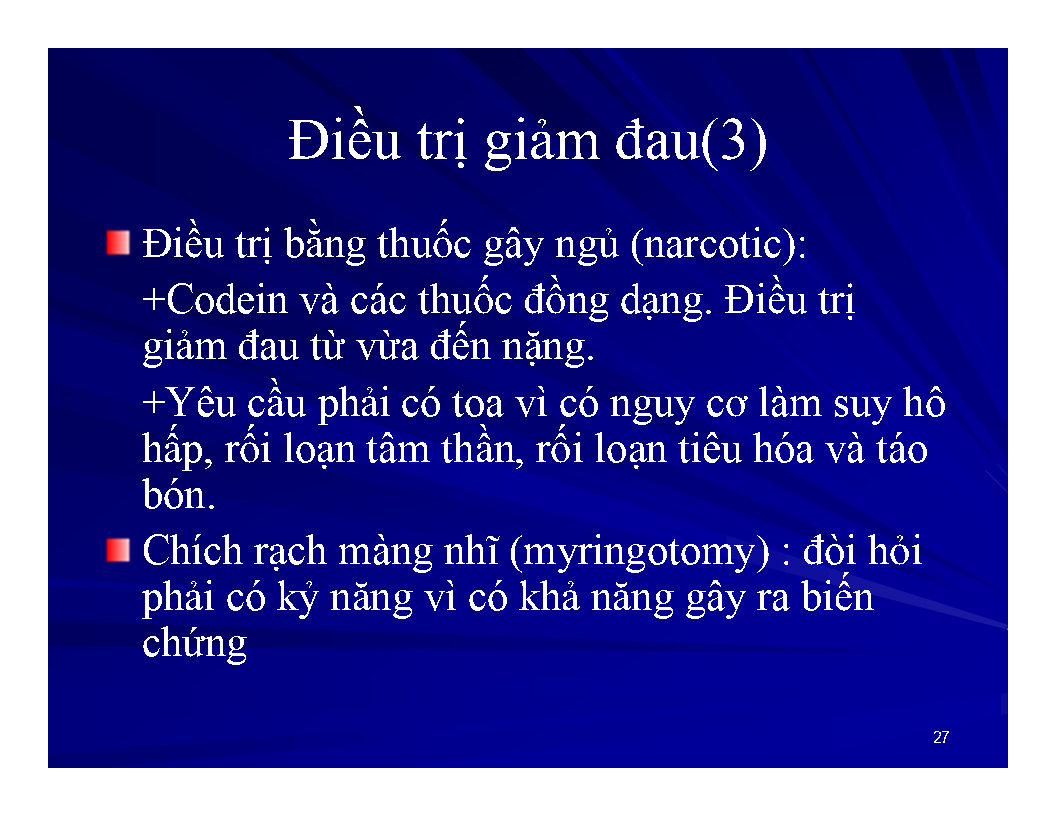 Điều trị giảm đau(3)
Điều trị bằng thuốc gây ngủ (narcotic):
+Codein và các thuốc đồng dạng. Điều trị
giảm đau từ vừa đến nặng.
+Yêu cầu phải có toa vì có nguy cơ làm suy hô
hấp, rối loạn tâm thần, rối loạn tiêu hóa và táo
bón.
Chích rạch màng nhĩ (myringotomy) : đòi hỏi
phải có kỷ năng vì có khả năng gây ra biến
chứng
27